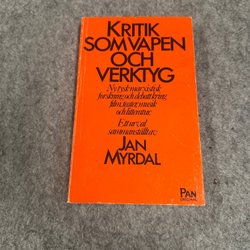 KRITIK
SOM VAPEN
OCH
VERKTYG
Ny tysk marxistisk
forskning och debatt kring
film, teater, musik
och litteratur.
Ett urval
sammanställt av
JAN
MYRDAL
PAN